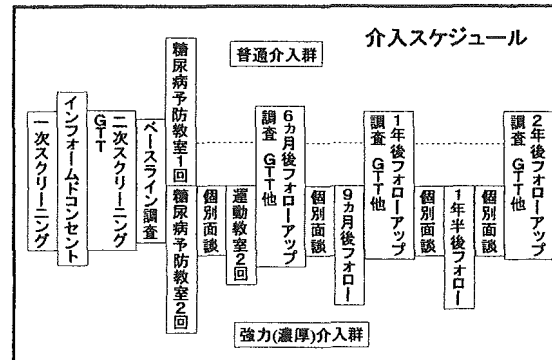 介入スケジュール
普通介入群
一次スクリーニング
インフォームドコンセント
二次スクリーニング
GTT
ベースライン調査
糖尿病予防教室1回
糖尿病予防教室2回
個別面談
運動教室2回
6カ月後フォローアップ
調査 GTT他
個別面談
9カ月後フォロー
1年後フォローアップ
調査 GTT他
個別面談
1年半後フォロー
個別面談
2年後フォローアップ
調査 GTT他
強力(濃厚)介入群